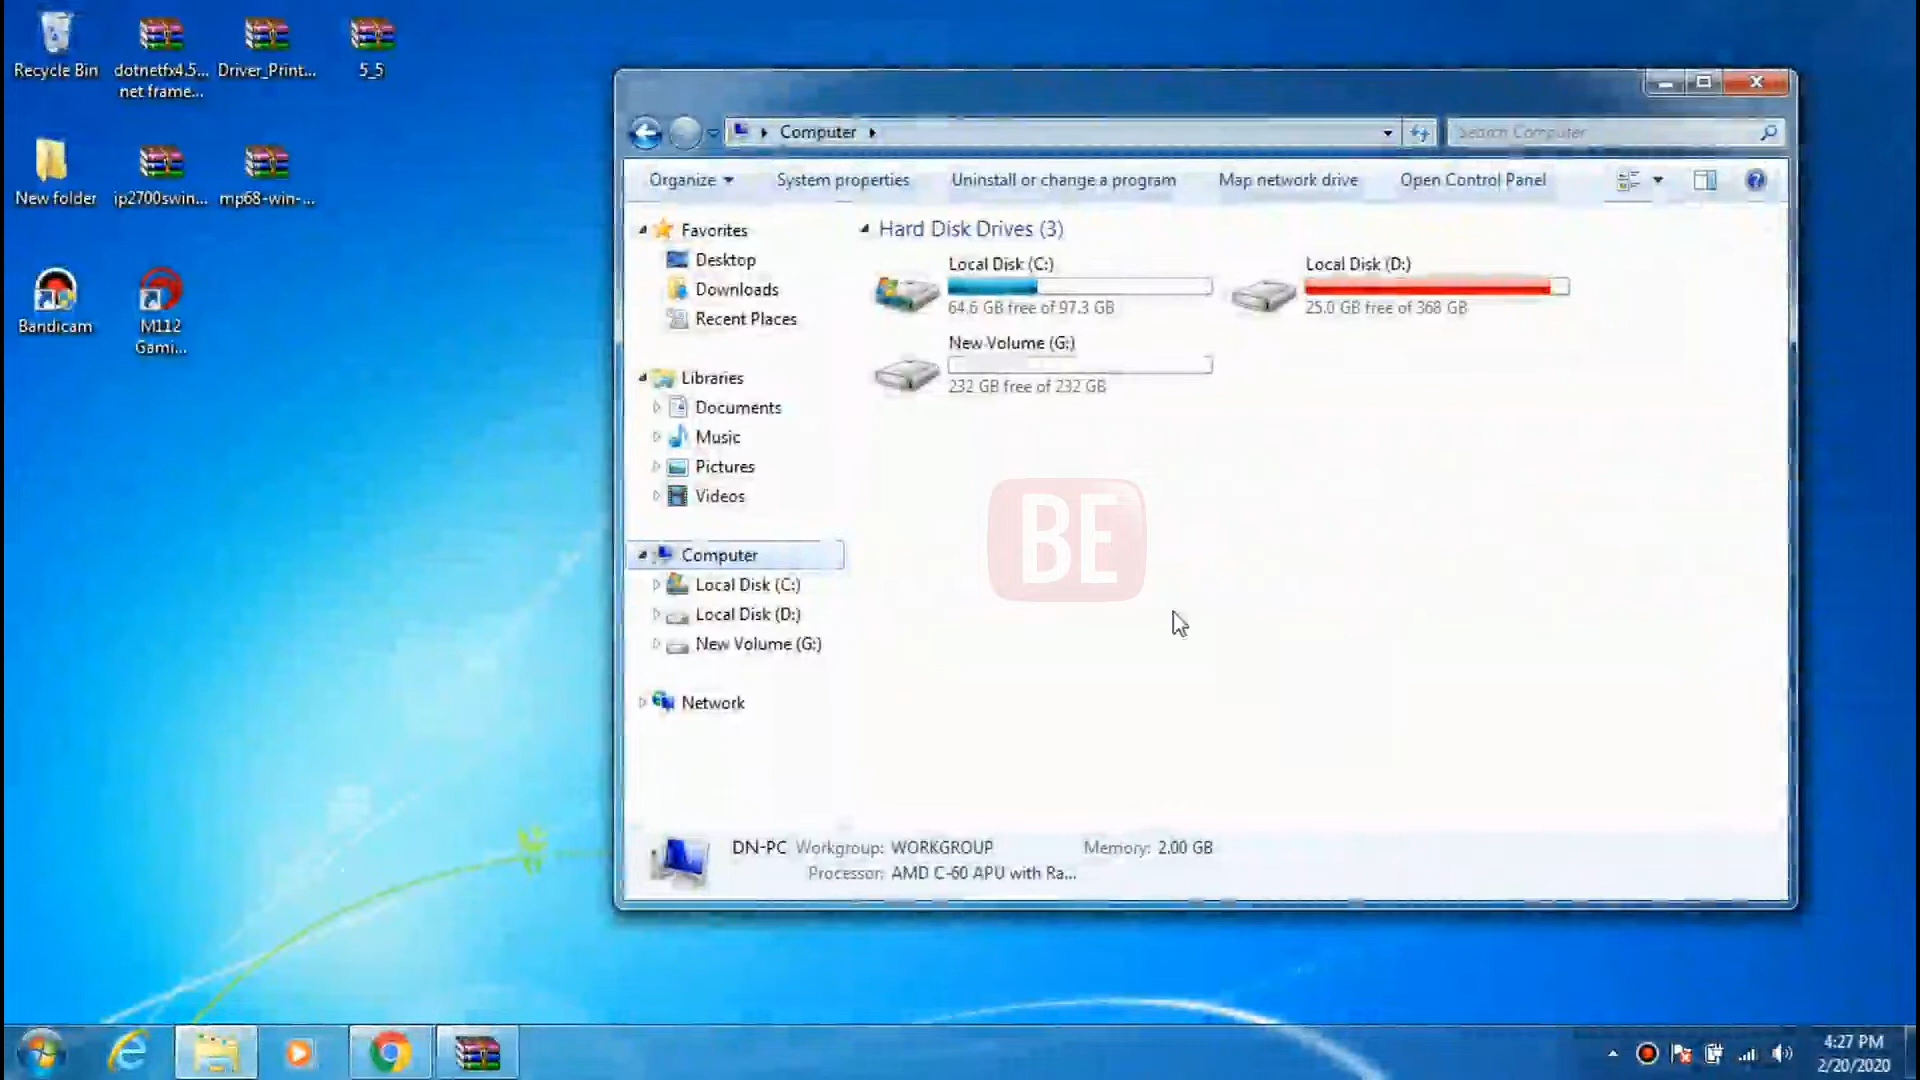 Recycle Bin
dotnetfx4.5...
net frame...
Driver_Print...
5_5
New folder
ip2700swin...
mp68-win-...
Bandicam
M112
Gami...
Computer
Search Computer
Organize
System properties
Uninstall or change a program
Map network drive
Open Control Panel
Favorites
Desktop
Downloads
Recent Places
Libraries
Documents
Music
Pictures
Videos
Computer
Local Disk (C:)
Local Disk (D:)
New Volume (G:)
Network
Hard Disk Drives (3)
Local Disk (C:)
64.6 GB free of 97.3 GB
Local Disk (D:)
25.0 GB free of 368 GB
New Volume (G:)
232 GB free of 232 GB
BE
DN-PC Workgroup: WORKGROUP Memory: 2.00 GB
Processor: AMD C-60 APU with Ra...
4:27 PM
2/20/2020